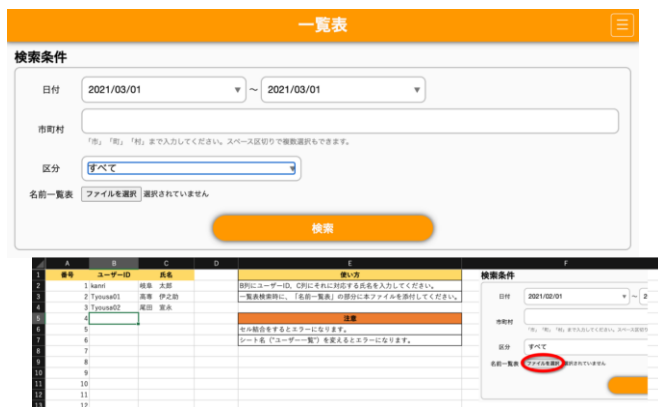 一覧表
検索条件
日付 2021/03/01 ▼ ~ 2021/03/01 ▼
市町村
「市」「町」「村」まで入力してください。スペース区切りで複数選択もできます。
区分 すべて ▼
名前一覧表 ファイルを選択 選択されていません
検索
A B C D E F
1 番号 ユーザーID 氏名 使い方 検索条件
2 1 kanri 岐阜 太郎 B列にユーザーID、C列にそれに対応する氏名を入力してください。
3 2 Tyousa01 高専 伊之助 一覧表検索時に、「名前一覧表」の部分に本ファイルを添付してください。 日付 2021/02/01 ▼ ~ 2
4 3 Tyousa02 尾田 宣永
5 4 注意 市町村
6 5 セル結合をするとエラーになります。 「市」「町」「村」まで入力してください。スペース区切り
7 6 シート名("ユーザー一覧")を変えるとエラーになります。
8 7 区分 すべて
9 8 名前一覧表 ファイルを選択 選択されていません
10 9
11 10
12 11
13 12